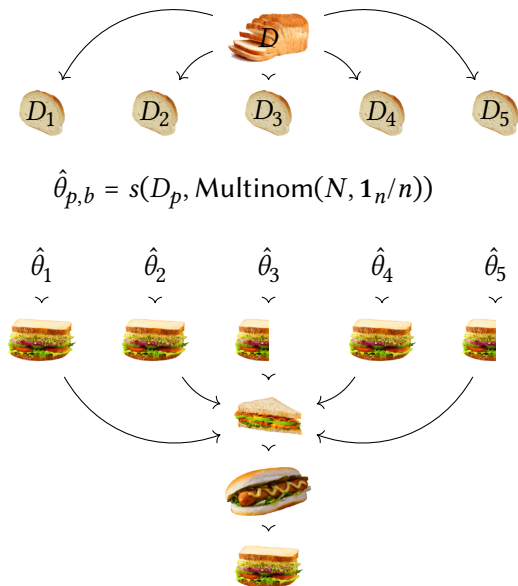 D
D₁ D₂ D₃ D₄ D₅
θ̂ₚ,b = s(Dₚ, Multinom(N, 𝟏ₙ/n))
θ̂₁ θ̂₂ θ̂₃ θ̂₄ θ̂₅